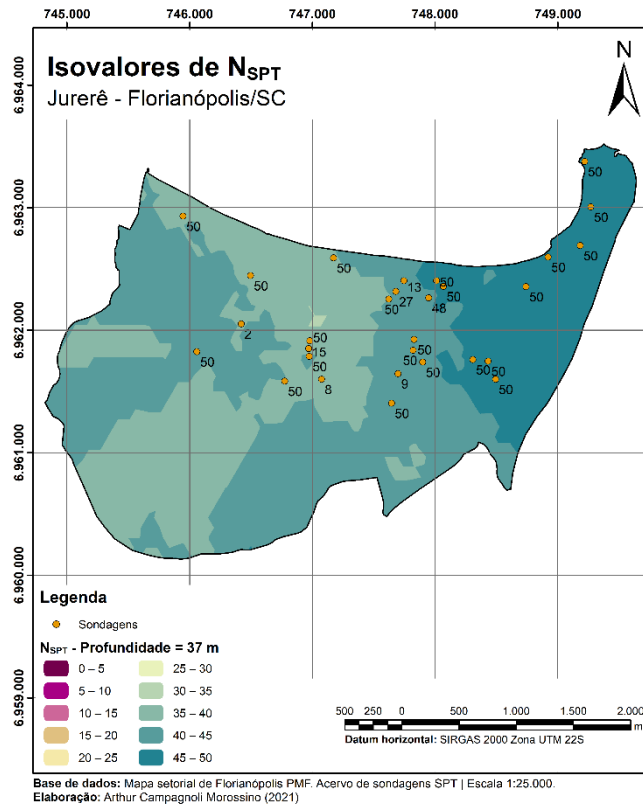 745.000 746.000 747.000 748.000 749.000
Isovalores de NSPT
Jurerê - Florianópolis/SC
N
6.964.000
6.963.000
6.962.000
6.961.000
6.960.000
6.959.000
50
50
50
50
50
50
50
50
50
13
50
27
50
48
50
2
50
15
50
50
50
50
50
50
50
8
9
50
50
Legenda
Sondagens
NSPT - Profundidade = 37 m
0 – 5 25 – 30
5 – 10 30 – 35
10 – 15 35 – 40
15 – 20 40 – 45
20 – 25 45 – 50
500 250 0 500 1.000 1.500 2.000
m
Datum horizontal: SIRGAS 2000 Zona UTM 22S
Base de dados: Mapa setorial de Florianópolis PMF. Acervo de sondagens SPT | Escala 1:25.000.
Elaboração: Arthur Campagnoli Morossino (2021)